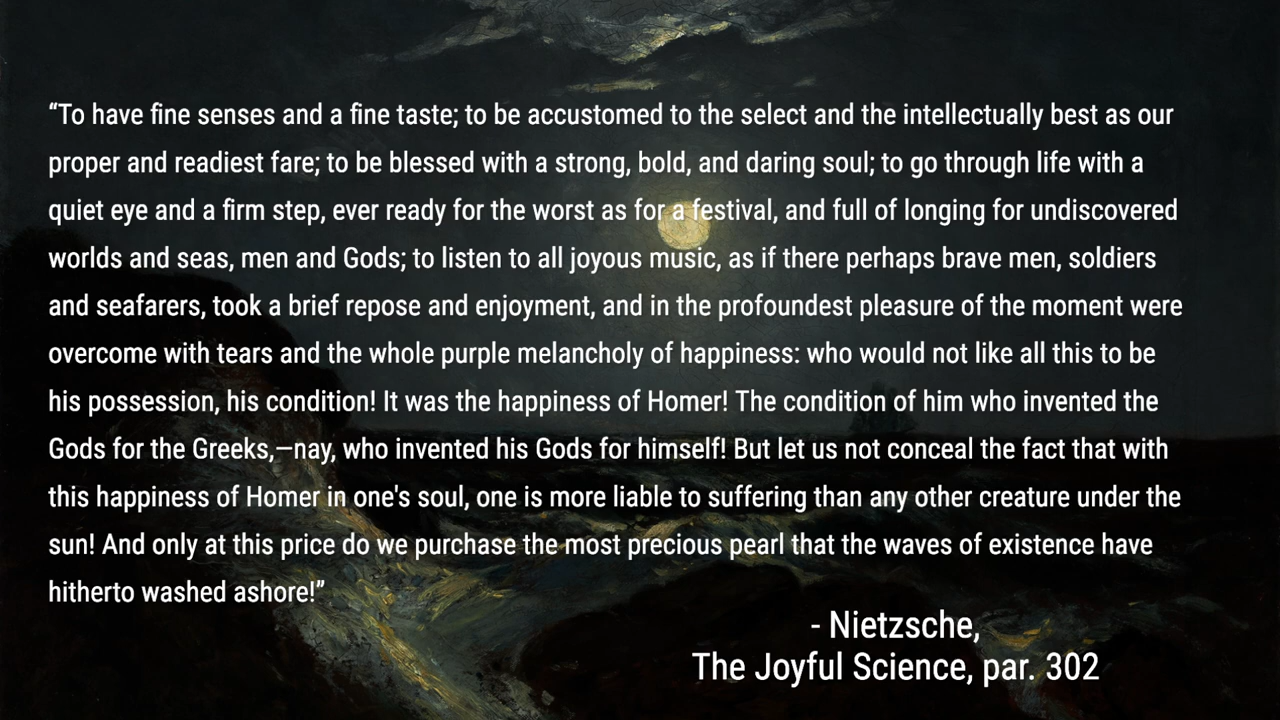 “To have fine senses and a fine taste; to be accustomed to the select and the intellectually best as our
proper and readiest fare; to be blessed with a strong, bold, and daring soul; to go through life with a
quiet eye and a firm step, ever ready for the worst as for a festival, and full of longing for undiscovered
worlds and seas, men and Gods; to listen to all joyous music, as if there perhaps brave men, soldiers
and seafarers, took a brief repose and enjoyment, and in the profoundest pleasure of the moment were
overcome with tears and the whole purple melancholy of happiness: who would not like all this to be
his possession, his condition! It was the happiness of Homer! The condition of him who invented the
Gods for the Greeks,—nay, who invented his Gods for himself! But let us not conceal the fact that with
this happiness of Homer in one's soul, one is more liable to suffering than any other creature under the
sun! And only at this price do we purchase the most precious pearl that the waves of existence have
hitherto washed ashore!”
- Nietzsche,
The Joyful Science, par. 302